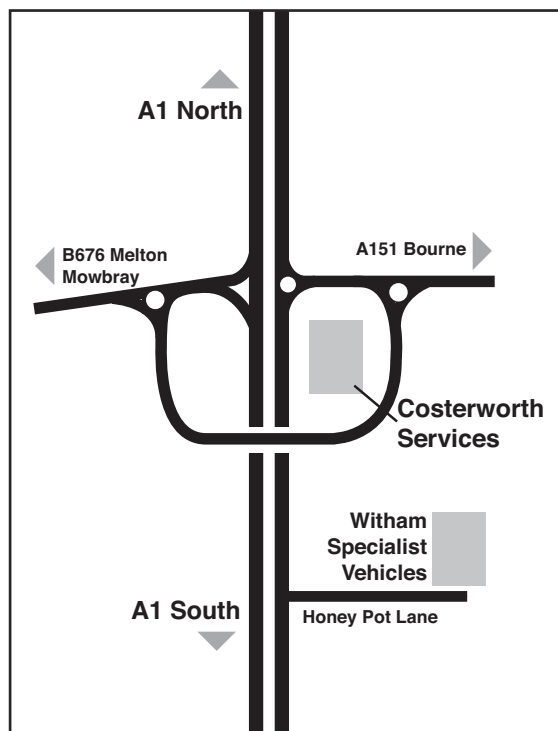 A1 North
B676 Melton
Mowbray
A151 Bourne
Costerworth
Services
Witham
Specialist
Vehicles
A1 South
Honey Pot Lane